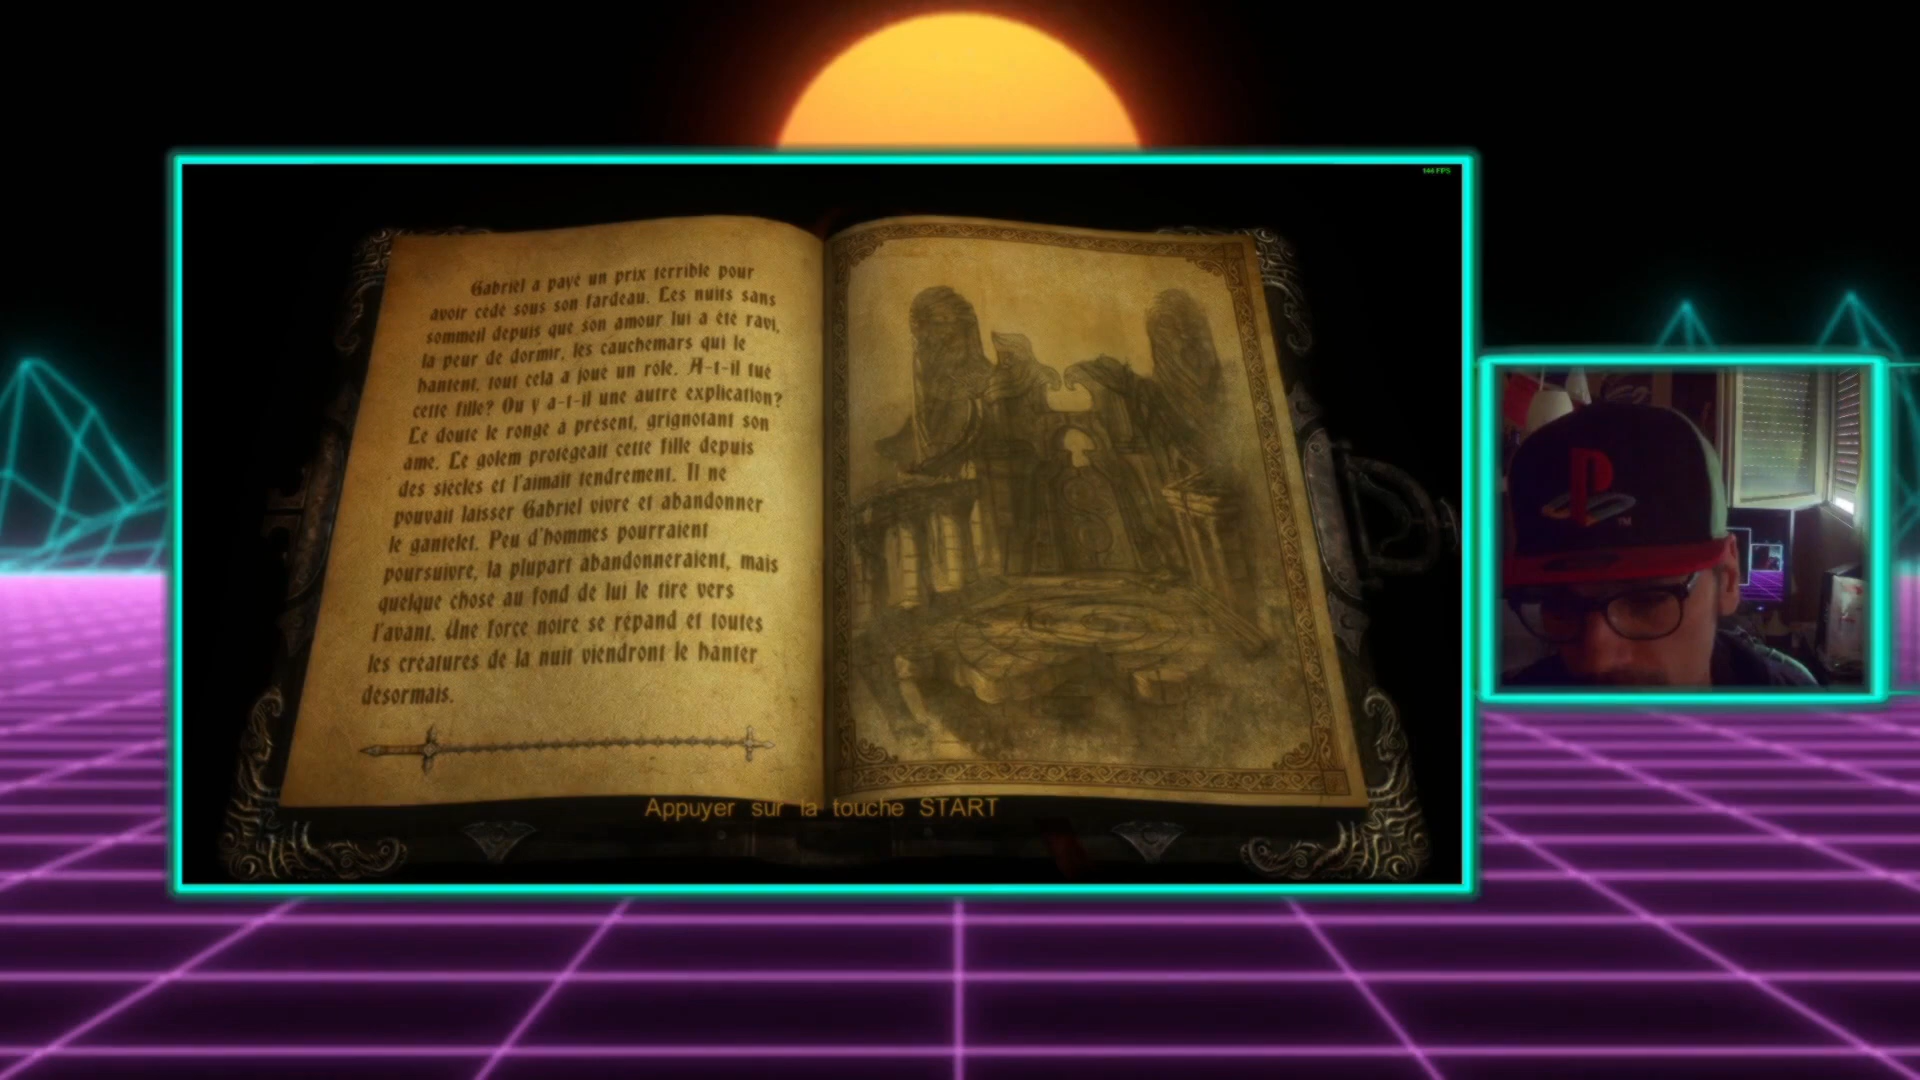 144 FPS
Gabriel a payé un prix terrible pour
avoir cédé sous son fardeau. Les nuits sans
sommeil depuis que son amour lui a été ravi,
la peur de dormir, les cauchemars qui le
hantent, tout cela a joué un rôle. A-t-il tué
cette fille? Ou y a-t-il une autre explication?
Le doute le ronge à présent, grignotant son
âme. Le golem protégeait cette fille depuis
des siècles et l'aimait tendrement. Il ne
pouvait laisser Gabriel vivre et abandonner
le gantelet. Peu d'hommes pourraient
poursuivre, la plupart abandonneraient, mais
quelque chose au fond de lui le tire vers
l'avant. Une force noire se répand et toutes
les créatures de la nuit viendront le hanter
désormais.
Appuyer sur la touche START
TM